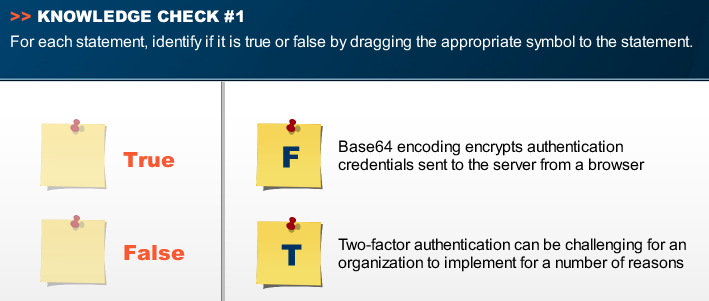 >> KNOWLEDGE CHECK #1
For each statement, identify if it is true or false by dragging the appropriate symbol to the statement.
True
False
F
Base64 encoding encrypts authentication
credentials sent to the server from a browser
T
Two-factor authentication can be challenging for an
organization to implement for a number of reasons